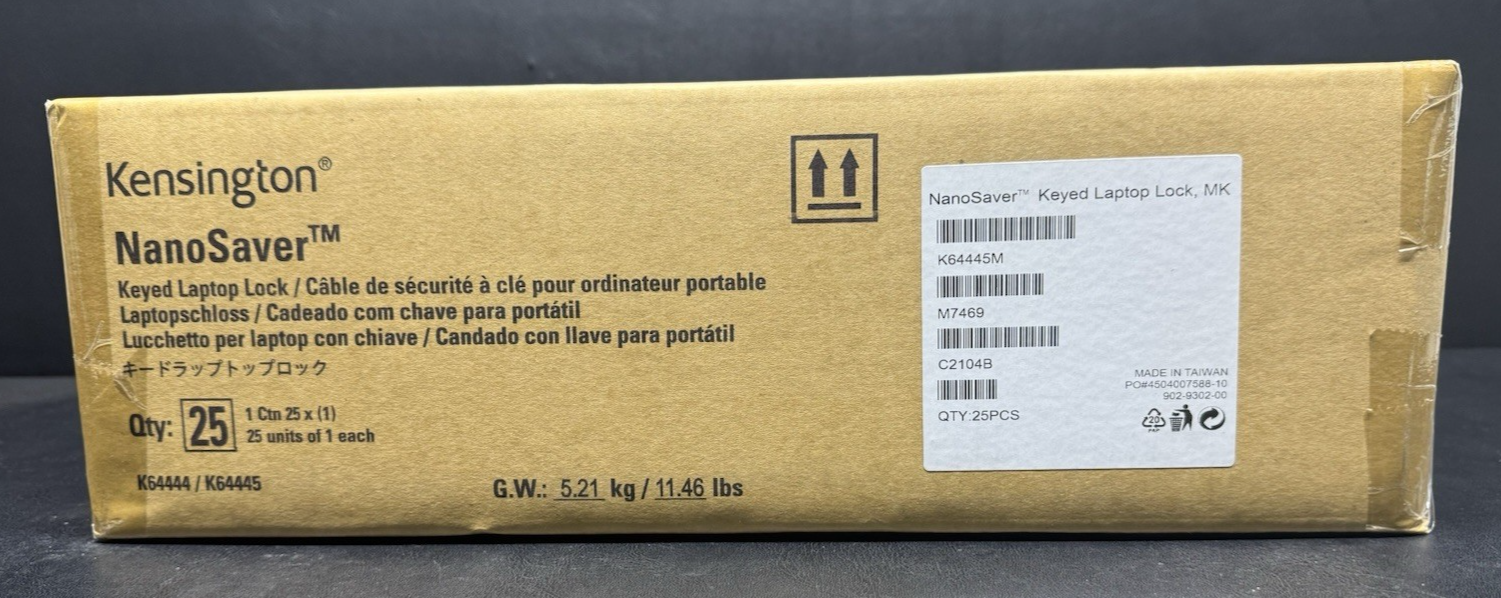 Kensington®
NanoSaver™
Keyed Laptop Lock / Câble de sécurité à clé pour ordinateur portable
Laptopschloss / Cadeado com chave para portátil
Lucchetto per laptop con chiave / Candado con llave para portátil
キードラップトップロック
Qty: 25
1 Ctn 25 x (1)
25 units of 1 each
K64444 / K64445
G.W.: 5.21 kg / 11.46 lbs
NanoSaver™ Keyed Laptop Lock, MK
K64445M
M7469
C2104B
QTY:25PCS
MADE IN TAIWAN
PO#4504007588-10
902-9302-00
20
PAP